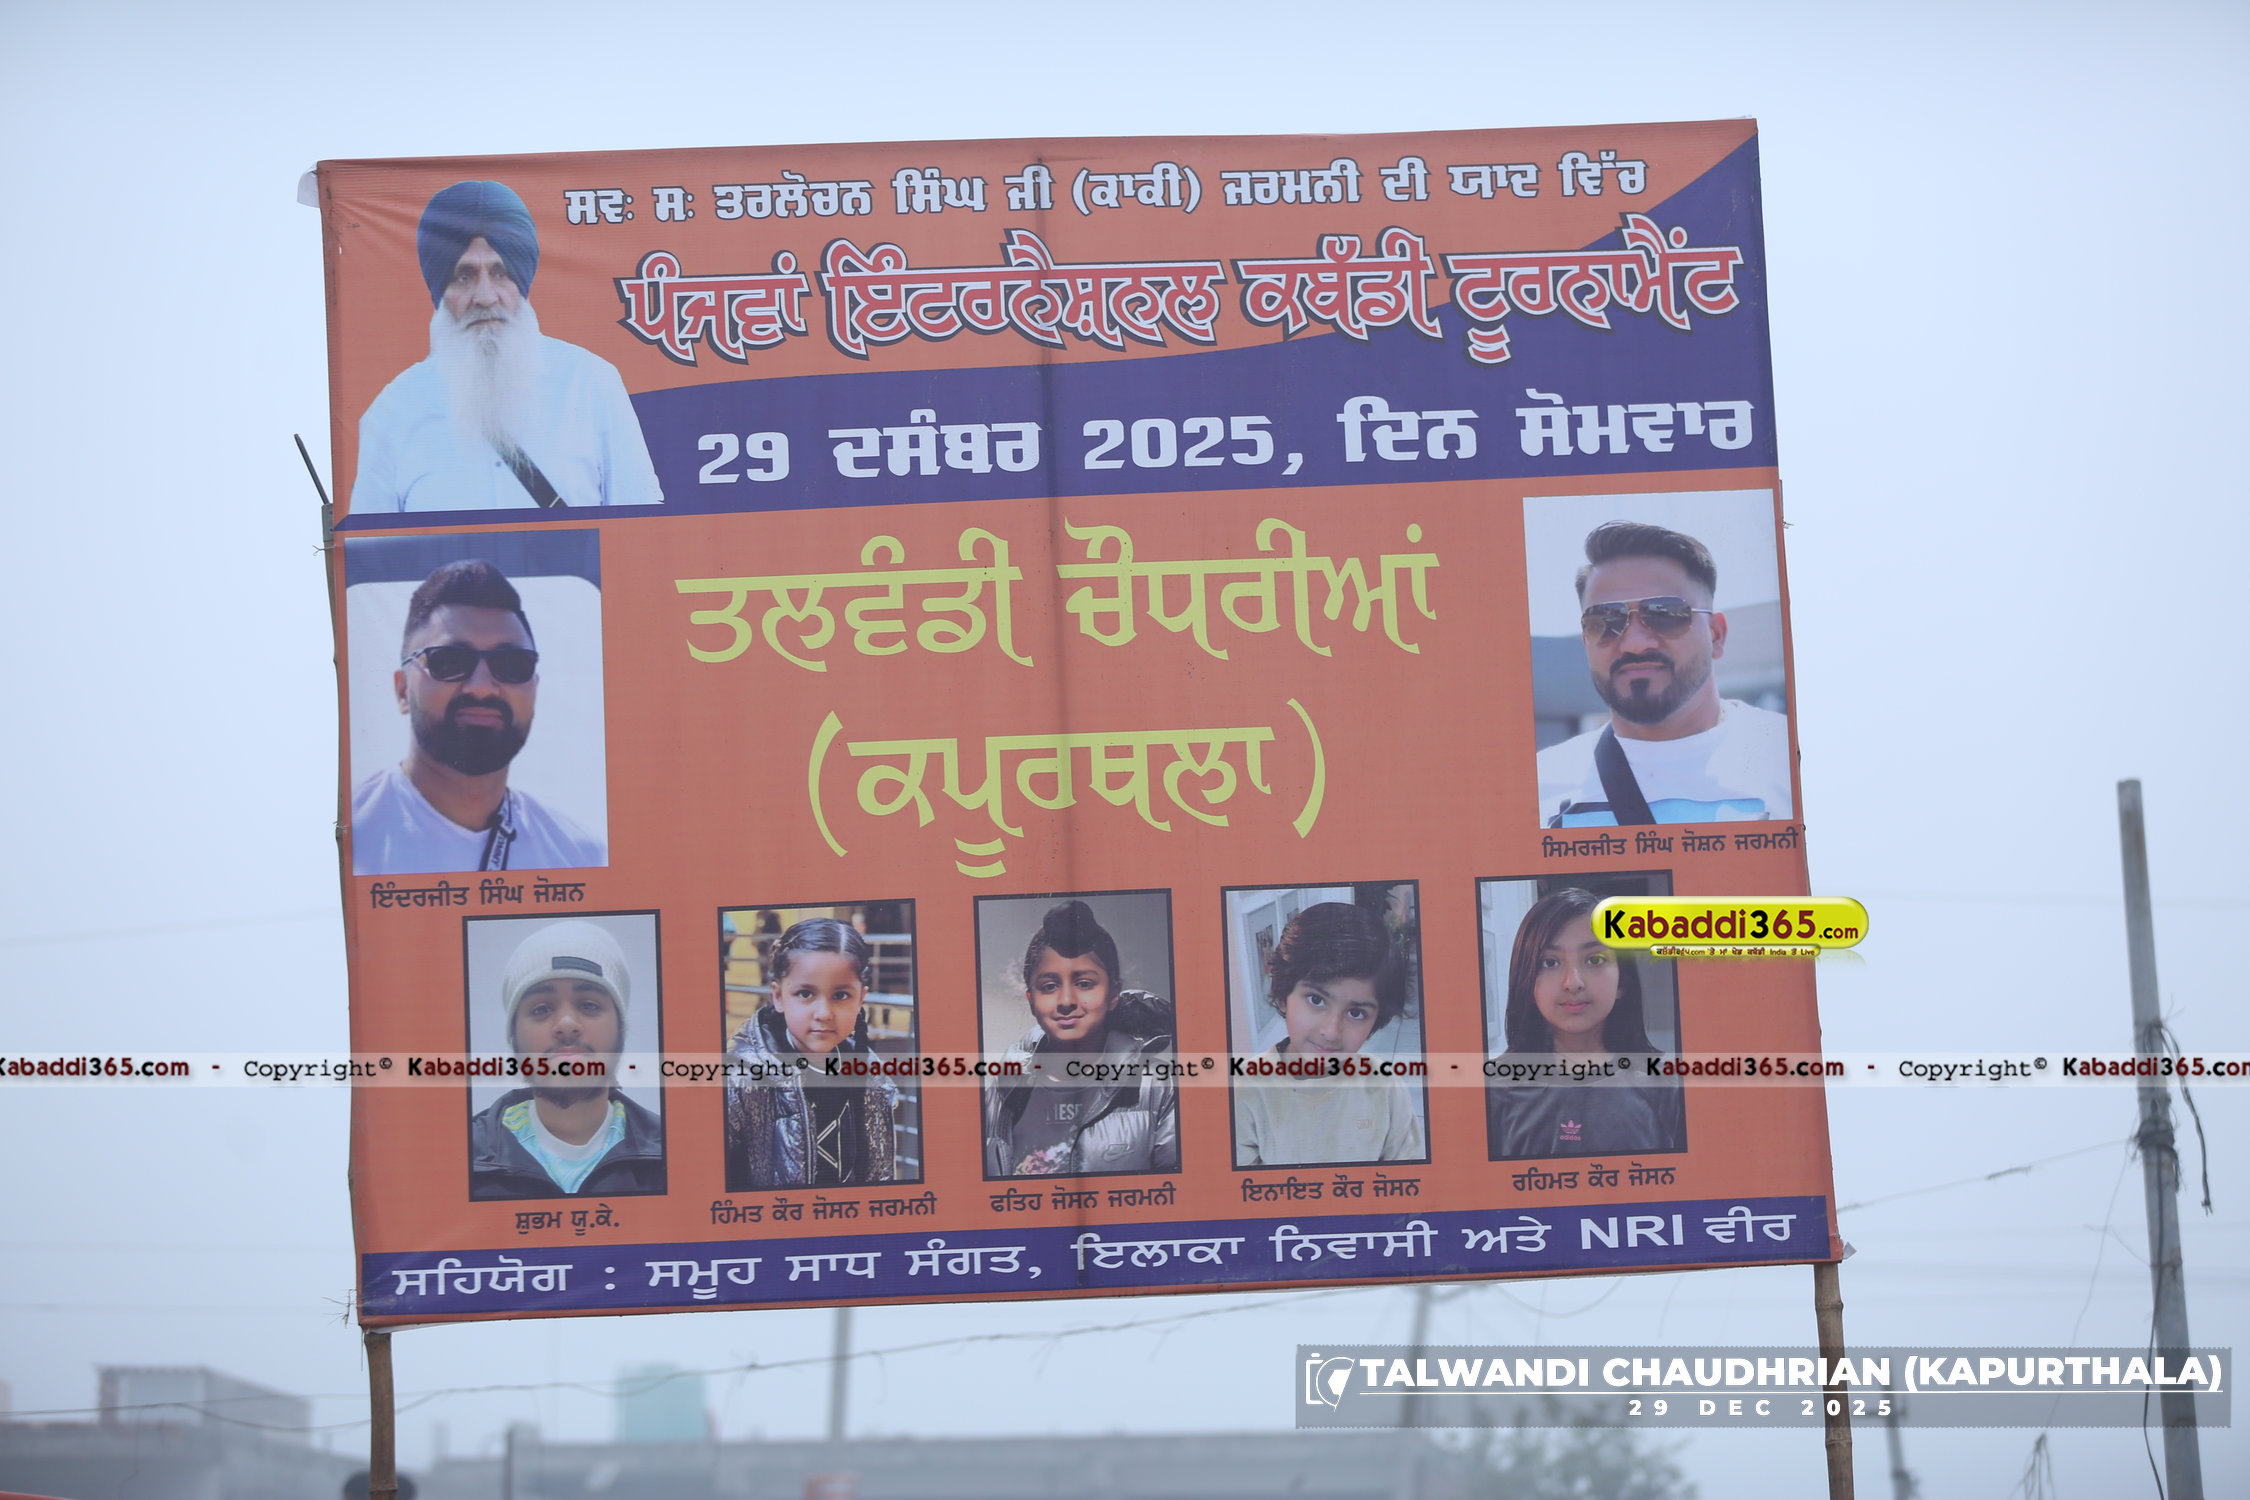 ਸਵ: ਸ: ਤਰਲੋਚਨ ਸਿੰਘ ਜੀ (ਕਾਕੀ) ਜਰਮਨੀ ਦੀ ਯਾਦ ਵਿੱਚ
ਪੰਜਵਾਂ ਇੰਟਰਨੈਸ਼ਨਲ ਕਬੱਡੀ ਟੂਰਨਾਮੈਂਟ
29 ਦਸੰਬਰ 2025, ਦਿਨ ਸੋਮਵਾਰ
ਤਲਵੰਡੀ ਚੌਧਰੀਆਂ
(ਕਪੂਰਥਲਾ)
ਇੰਦਰਜੀਤ ਸਿੰਘ ਜੋਸ਼ਨ
ਸਿਮਰਜੀਤ ਸਿੰਘ ਜੋਸ਼ਨ ਜਰਮਨੀ
Kabaddi365.com
Kabaddi365.com - Copyright© Kabaddi365.com - Copyright© Kabaddi365.com - Copyright© Kabaddi365.com - Copyright© Kabaddi365.com - Copyright© Kabaddi365.com
adidas
ਸ਼ੁਭਮ ਯੂ.ਕੇ.
ਹਿੰਮਤ ਕੌਰ ਜੋਸਨ ਜਰਮਨੀ
ਫਤਿਹ ਜੋਸਨ ਜਰਮਨੀ
ਇਨਾਇਤ ਕੌਰ ਜੋਸਨ
ਰਹਿਮਤ ਕੌਰ ਜੋਸਨ
ਸਹਿਯੋਗ : ਸਮੂਹ ਸਾਧ ਸੰਗਤ, ਇਲਾਕਾ ਨਿਵਾਸੀ ਅਤੇ NRI ਵੀਰ
TALWANDI CHAUDHRIAN (KAPURTHALA)
29 DEC 2025